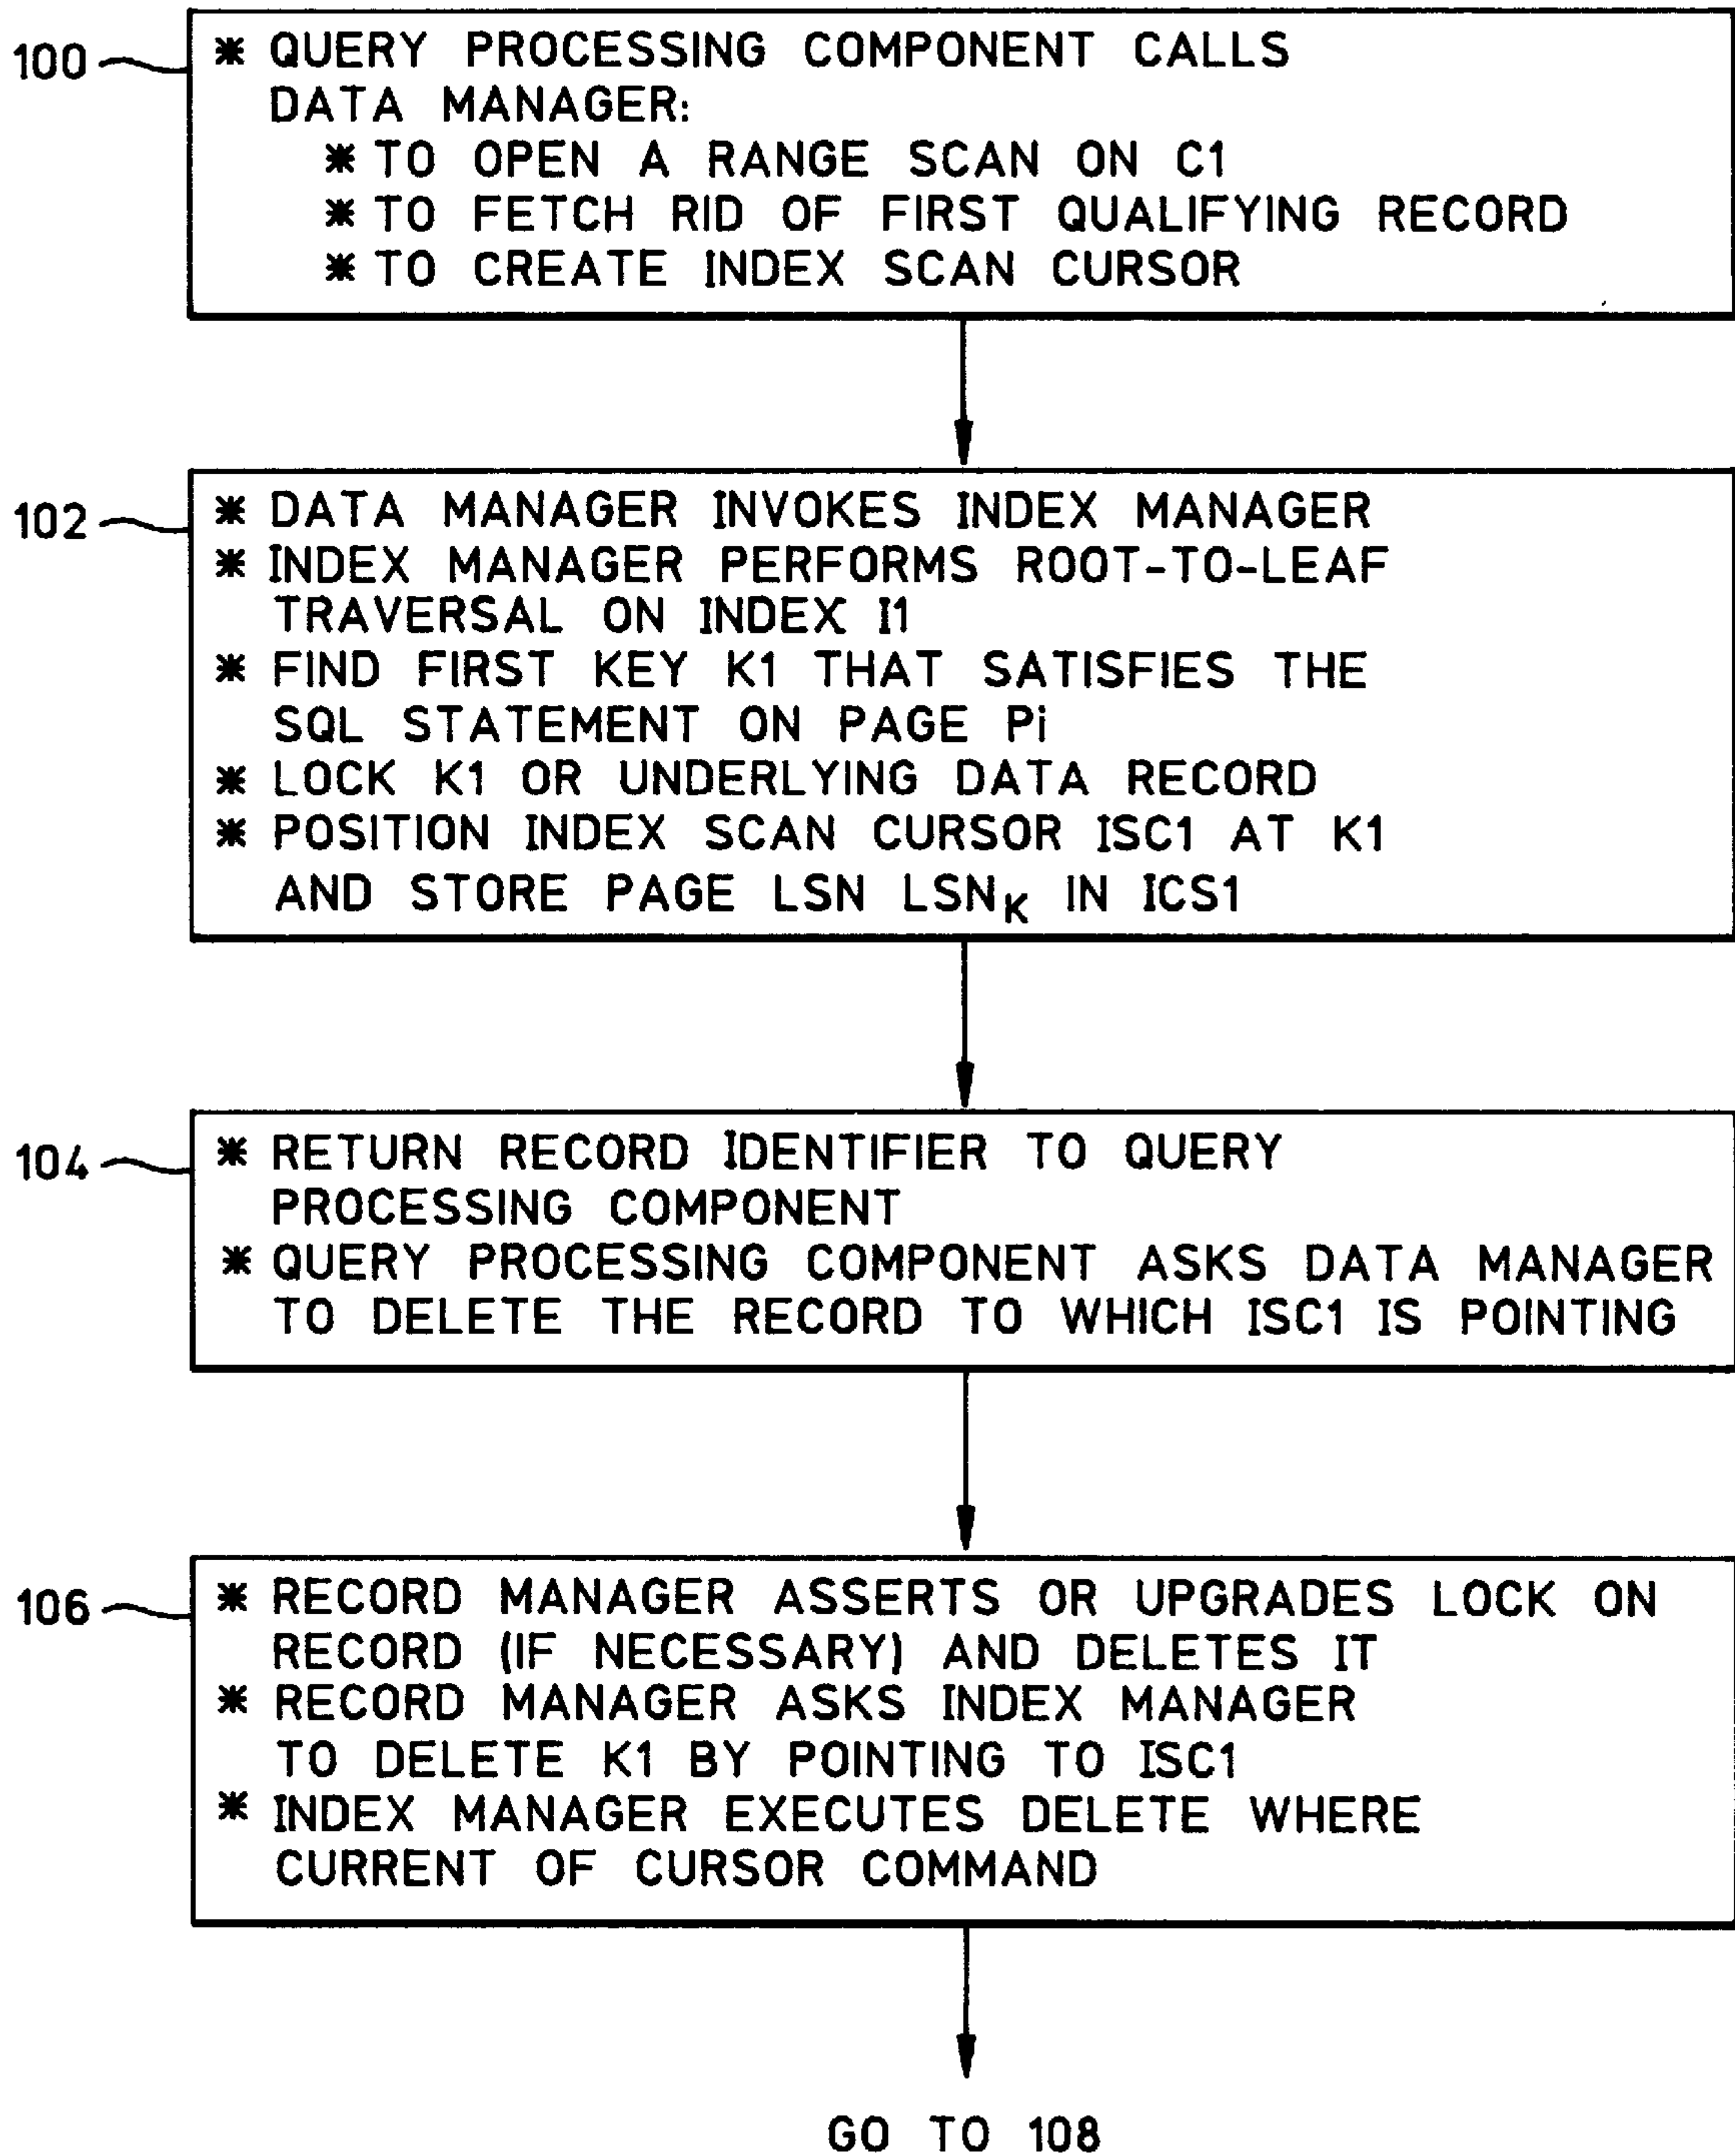 100
* QUERY PROCESSING COMPONENT CALLS
DATA MANAGER:
* TO OPEN A RANGE SCAN ON C1
* TO FETCH RID OF FIRST QUALIFYING RECORD
* TO CREATE INDEX SCAN CURSOR
102
* DATA MANAGER INVOKES INDEX MANAGER
* INDEX MANAGER PERFORMS ROOT-TO-LEAF
TRAVERSAL ON INDEX I1
* FIND FIRST KEY K1 THAT SATISFIES THE
SQL STATEMENT ON PAGE Pi
* LOCK K1 OR UNDERLYING DATA RECORD
* POSITION INDEX SCAN CURSOR ISC1 AT K1
AND STORE PAGE LSN LSNK IN ICS1
104
* RETURN RECORD IDENTIFIER TO QUERY
PROCESSING COMPONENT
* QUERY PROCESSING COMPONENT ASKS DATA MANAGER
TO DELETE THE RECORD TO WHICH ISC1 IS POINTING
106
* RECORD MANAGER ASSERTS OR UPGRADES LOCK ON
RECORD (IF NECESSARY) AND DELETES IT
* RECORD MANAGER ASKS INDEX MANAGER
TO DELETE K1 BY POINTING TO ISC1
* INDEX MANAGER EXECUTES DELETE WHERE
CURRENT OF CURSOR COMMAND
GO TO 108